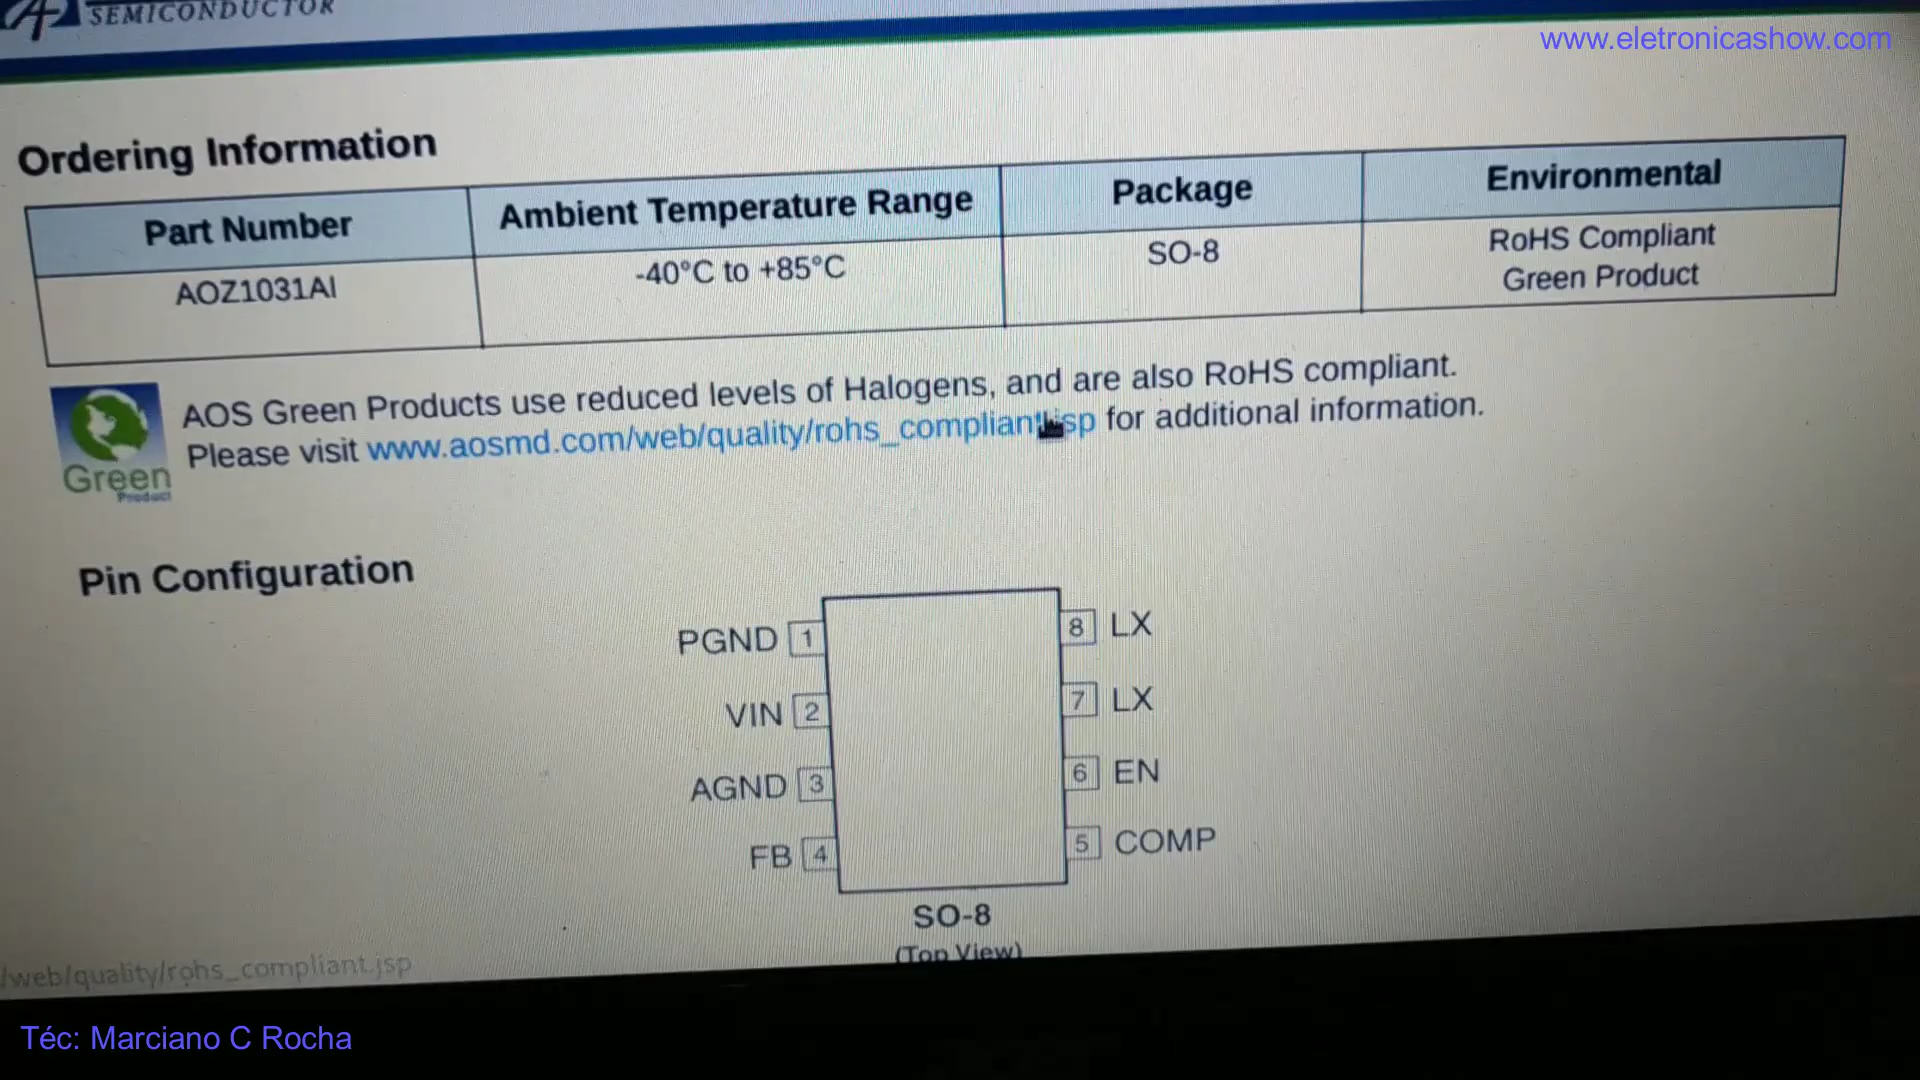 SEMICONDUCTOR
www.eletronicashow.com
Ordering Information
Part Number Ambient Temperature Range Package Environmental
AOZ1031AI -40°C to +85°C SO-8 RoHS Compliant
Green Product
AOS Green Products use reduced levels of Halogens, and are also RoHS compliant.
Please visit www.aosmd.com/web/quality/rohs_compliant.jsp for additional information.
Green
Product
Pin Configuration
PGND 1 8 LX
VIN 2 7 LX
AGND 3 6 EN
FB 4 5 COMP
SO-8
(Top View)
/web/quality/rohs_compliant.jsp
Téc: Marciano C Rocha